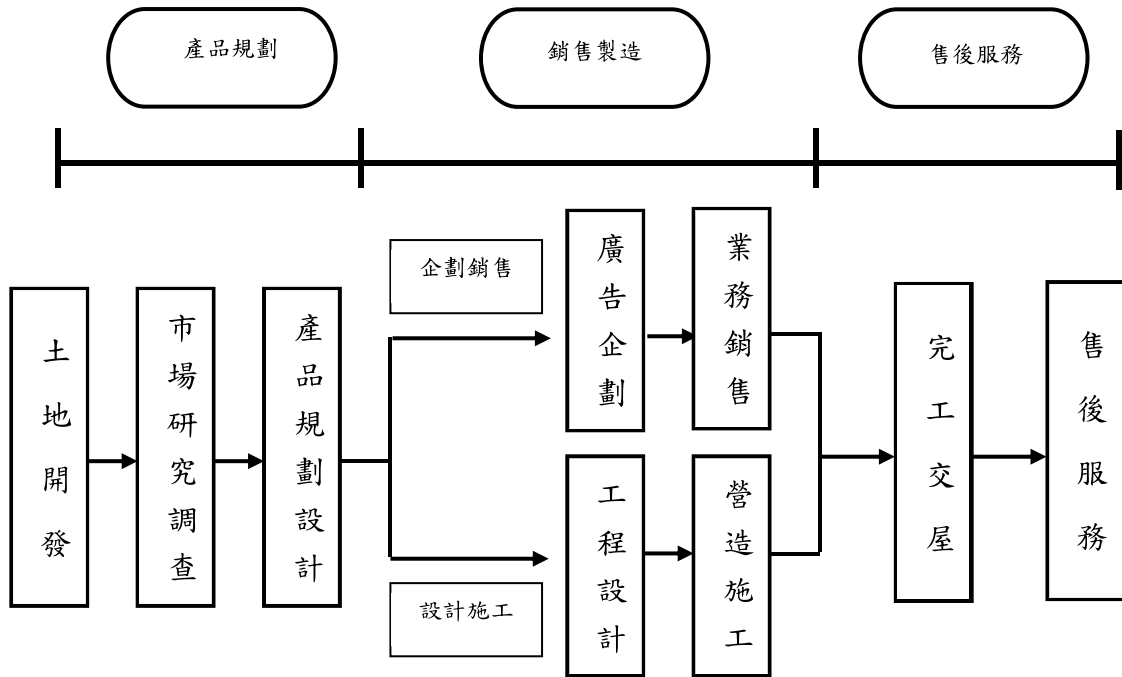 產品規劃
銷售製造
售後服務
土地開發
市場研究調查
產品規劃設計
企劃銷售
廣告企劃
業務銷售
設計施工
工程設計
營造施工
完工交屋
售後服務